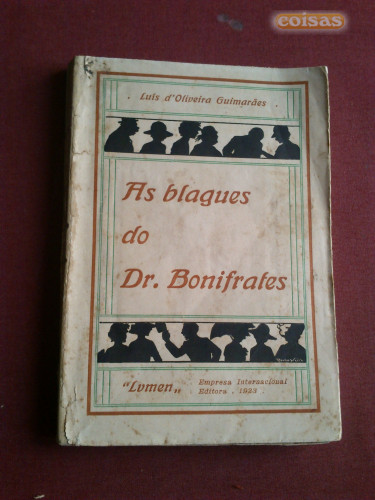 coisas
. Luís d'Oliveira Guimarães .
As blagues
do
Dr. Bonifrates
"Lvmen„
Empresa Internacional
Editora . 1923 .